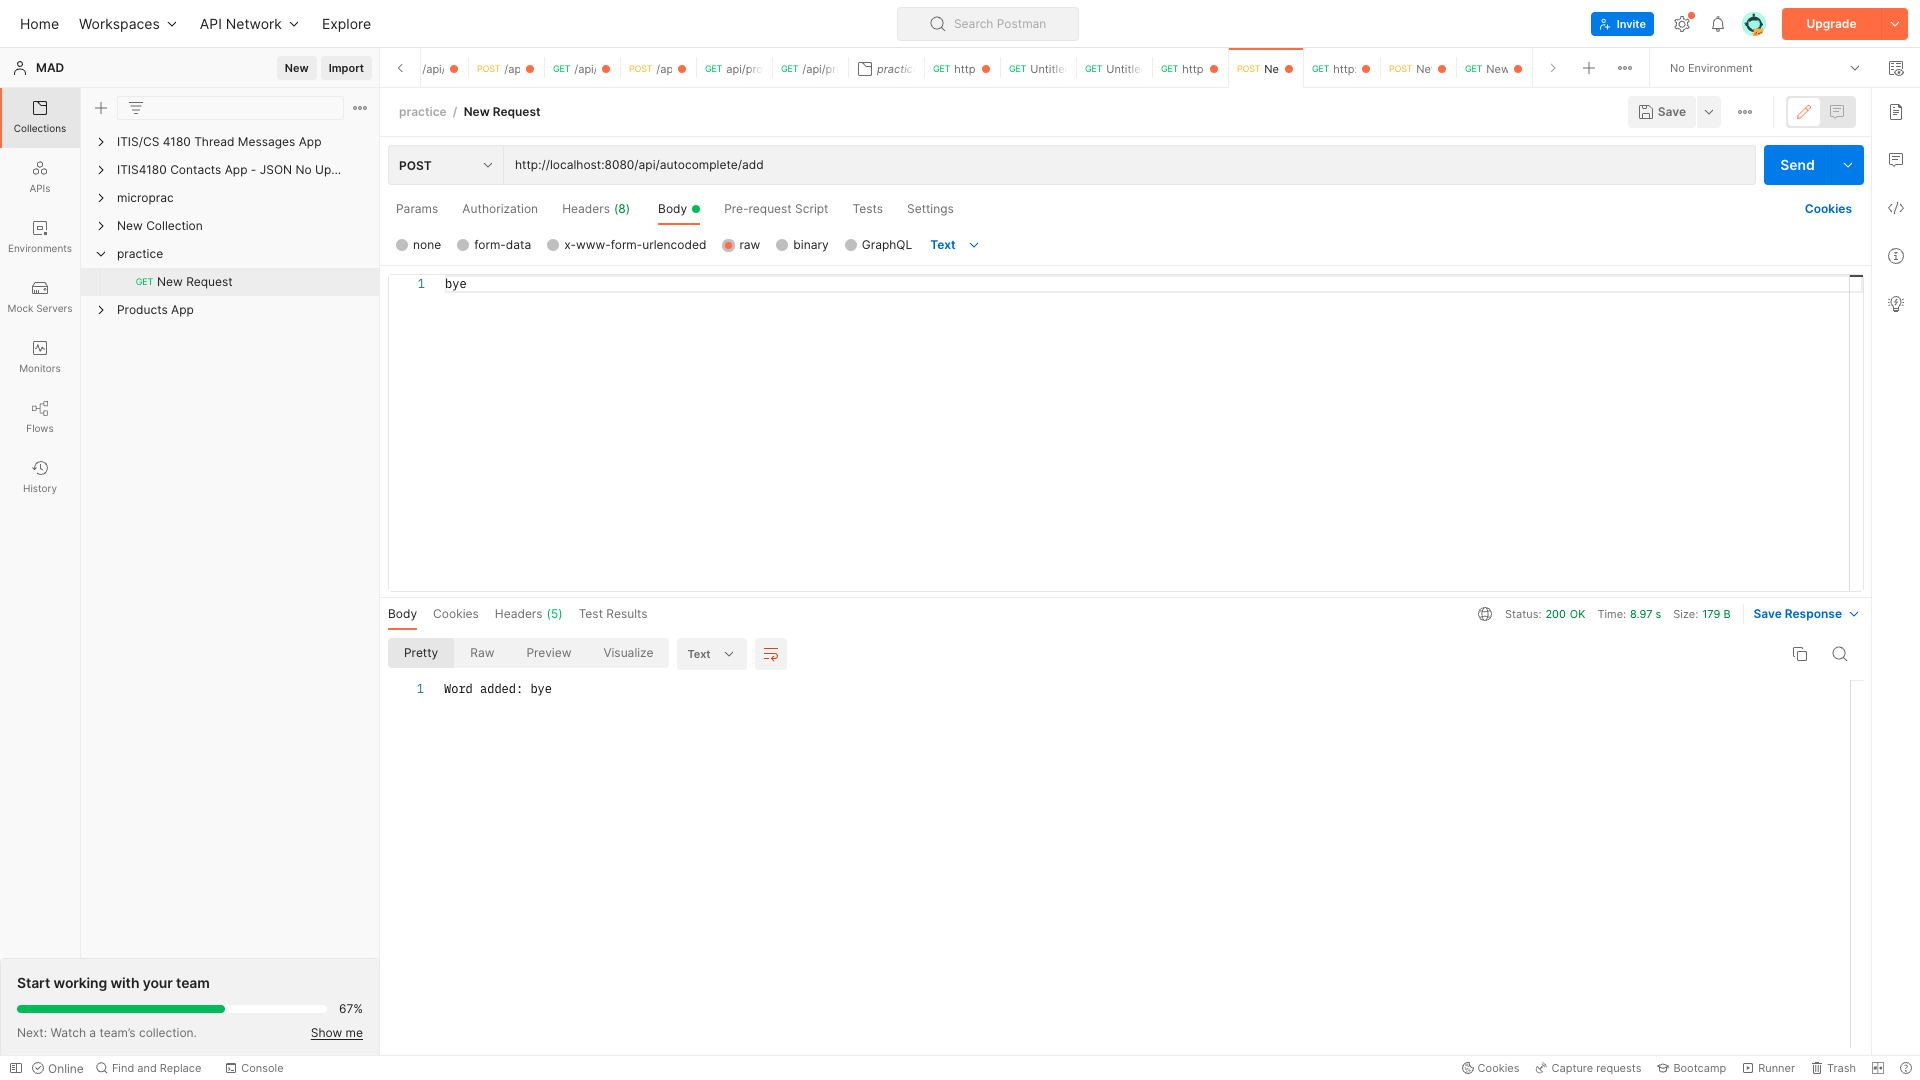 Home Workspaces API Network Explore Search Postman Invite Upgrade
MAD New Import
/api/ POST /ap GET /api/ POST /ap GET api/pro GET /api/pr practic GET http GET Untitle GET Untitle GET http POST Ne GET http: POST Ne GET New No Environment
Collections
APIs
Environments
Mock Servers
Monitors
Flows
History
ITIS/CS 4180 Thread Messages App
ITIS4180 Contacts App - JSON No Up...
microprac
New Collection
practice
GET New Request
Products App
practice / New Request Save
POST http://localhost:8080/api/autocomplete/add Send
Params Authorization Headers (8) Body Pre-request Script Tests Settings Cookies
none form-data x-www-form-urlencoded raw binary GraphQL Text
1 bye
Body Cookies Headers (5) Test Results Status: 200 OK Time: 8.97 s Size: 179 B Save Response
Pretty Raw Preview Visualize Text
1 Word added: bye
Start working with your team
67%
Next: Watch a team's collection. Show me
Online Find and Replace Console Cookies Capture requests Bootcamp Runner Trash